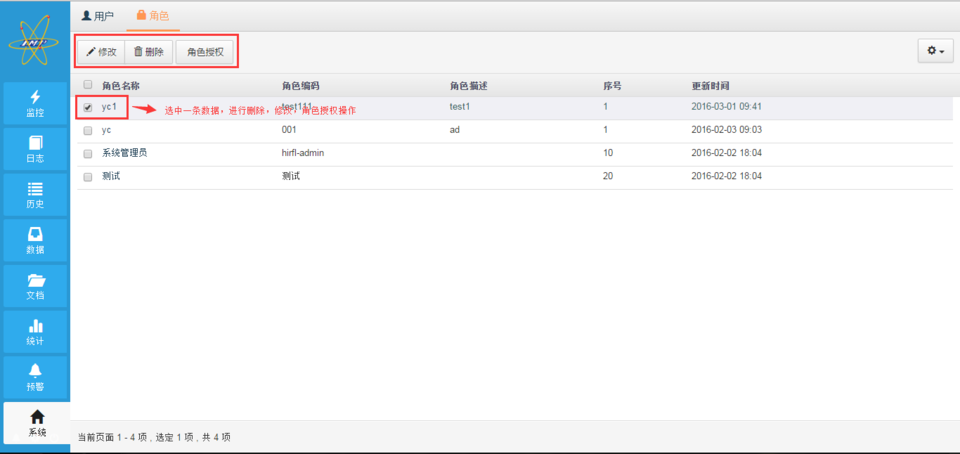 用户 角色
修改 删除 角色授权
角色名称 角色编码 角色描述 序号 更新时间
yc1 test111 test1 1 2016-03-01 09:41
选中一条数据，进行删除，修改，角色授权操作
yc 001 ad 1 2016-02-03 09:03
系统管理员 hirfl-admin 10 2016-02-02 18:04
测试 测试 20 2016-02-02 18:04
监控
日志
历史
数据
文档
统计
预警
系统
当前页面 1 - 4 项 , 选定 1 项 , 共 4 项